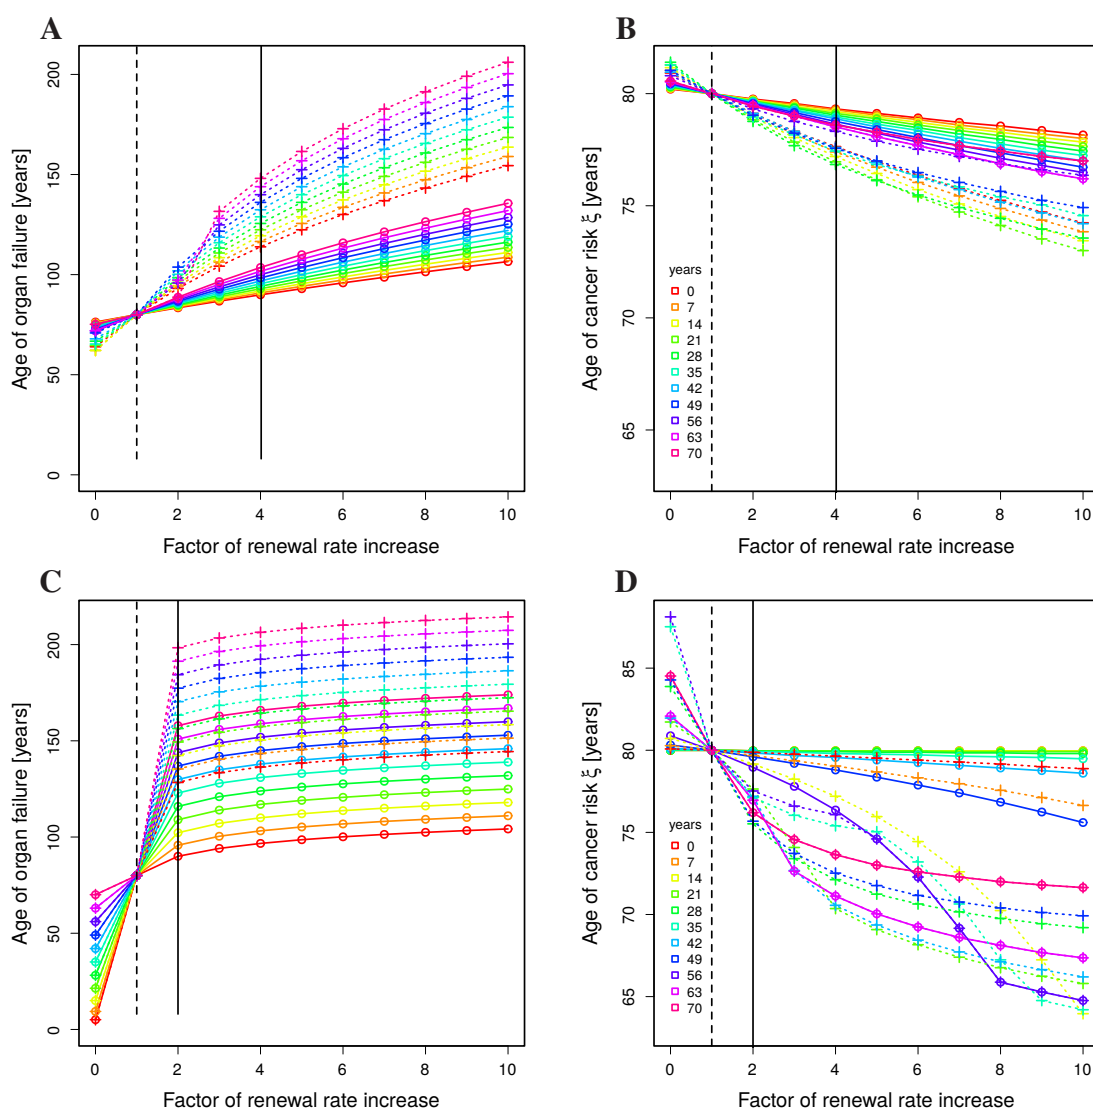 A
Age of organ failure [years]
0 50 100 150 200
0 2 4 6 8 10
Factor of renewal rate increase
B
Age of cancer risk ξ [years]
65 70 75 80
years
0
7
14
21
28
35
42
49
56
63
70
0 2 4 6 8 10
Factor of renewal rate increase
C
Age of organ failure [years]
0 50 100 150 200
0 2 4 6 8 10
Factor of renewal rate increase
D
Age of cancer risk ξ [years]
65 70 75 80 85
years
0
7
14
21
28
35
42
49
56
63
70
0 2 4 6 8 10
Factor of renewal rate increase